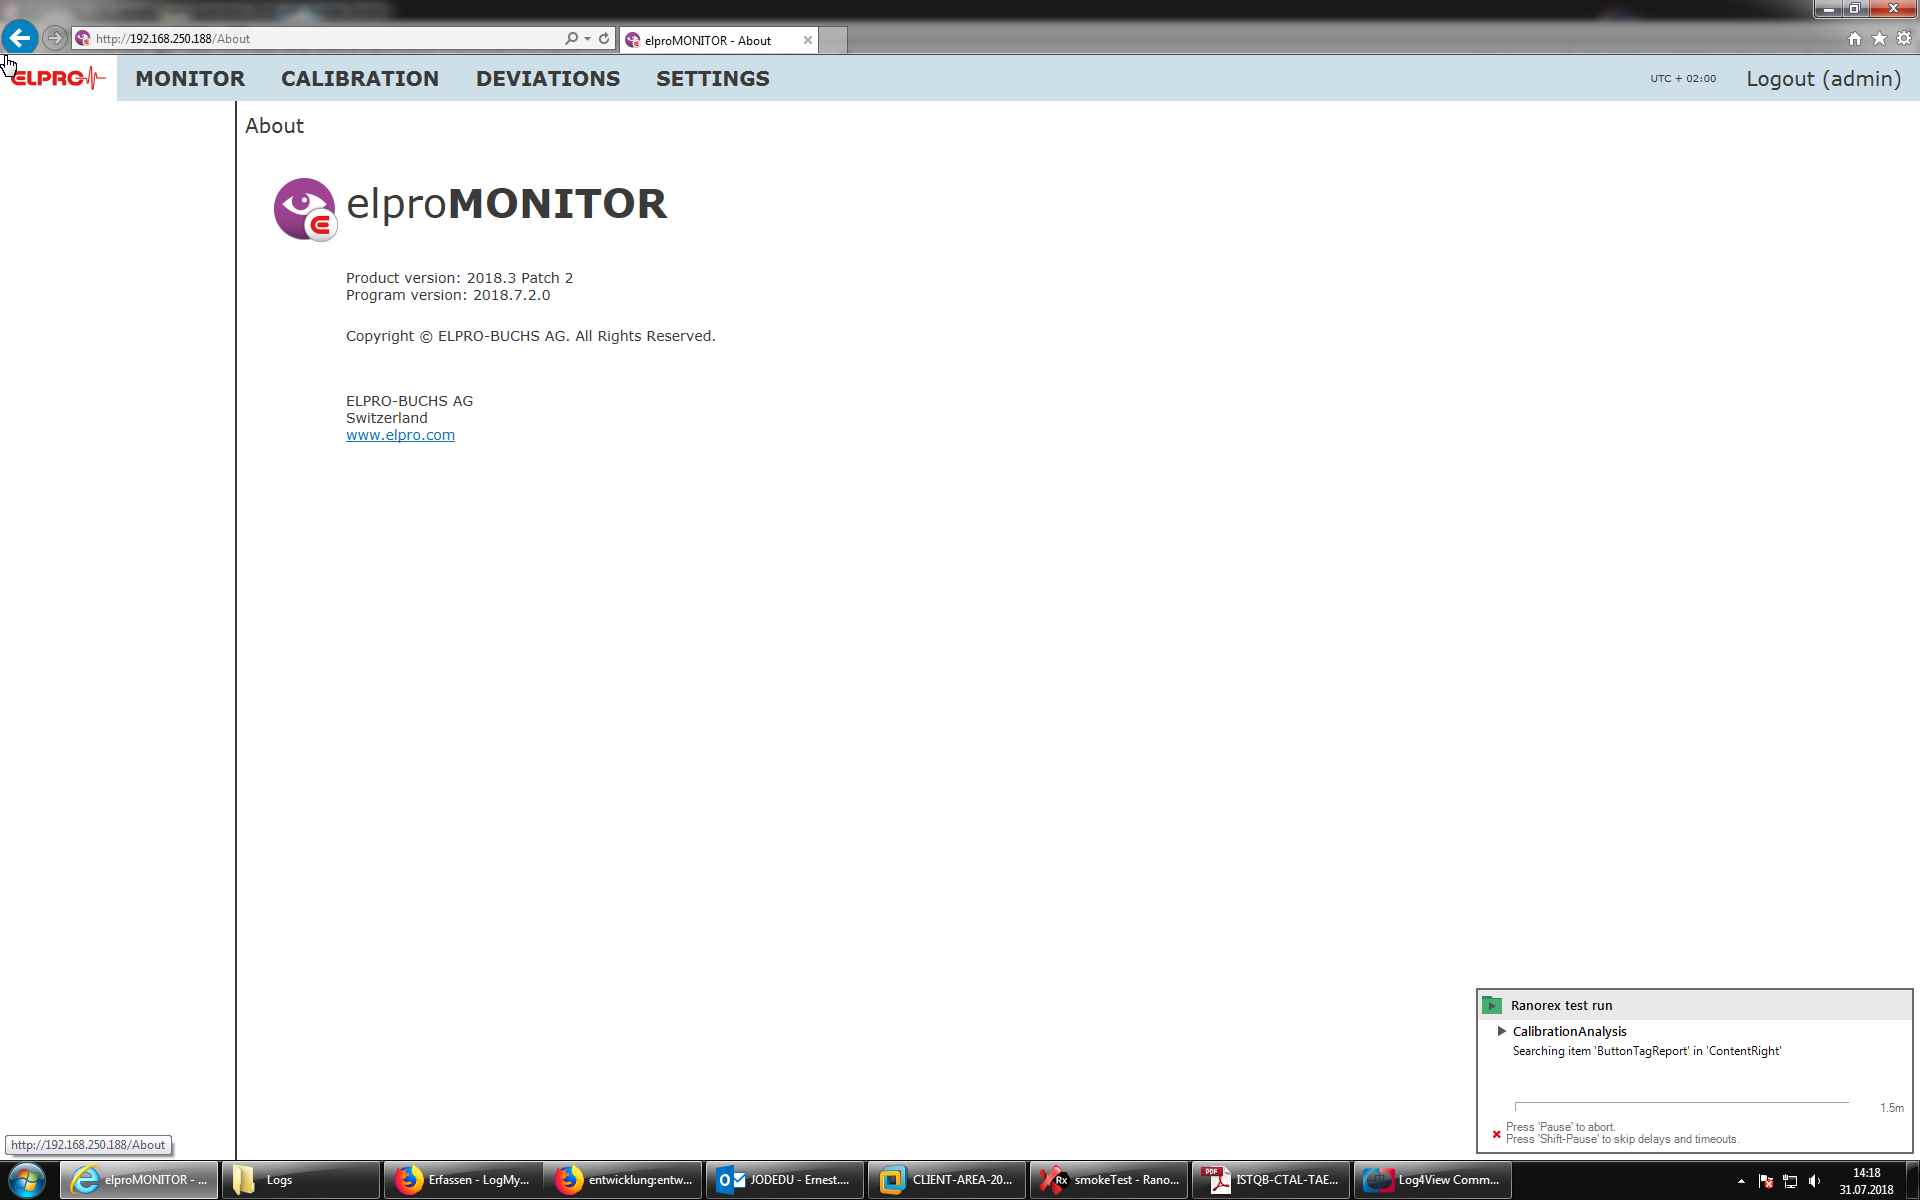 http://192.168.250.188/About
elproMONITOR - About
ELPRO
MONITOR
CALIBRATION
DEVIATIONS
SETTINGS
UTC + 02:00
Logout (admin)
About
elproMONITOR
Product version: 2018.3 Patch 2
Program version: 2018.7.2.0
Copyright © ELPRO-BUCHS AG. All Rights Reserved.
ELPRO-BUCHS AG
Switzerland
www.elpro.com
Ranorex test run
CalibrationAnalysis
Searching item 'ButtonTagReport' in 'ContentRight'
1.5m
Press 'Pause' to abort.
Press 'Shift-Pause' to skip delays and timeouts.
http://192.168.250.188/About
elproMONITOR - ...
Logs
Erfassen - LogMy...
entwicklung:entw...
JODEDU - Ernest....
CLIENT-AREA-20...
Rx
smokeTest - Rano...
PDF
ISTQB-CTAL-TAE...
Log4View Comm...
14:18
31.07.2018